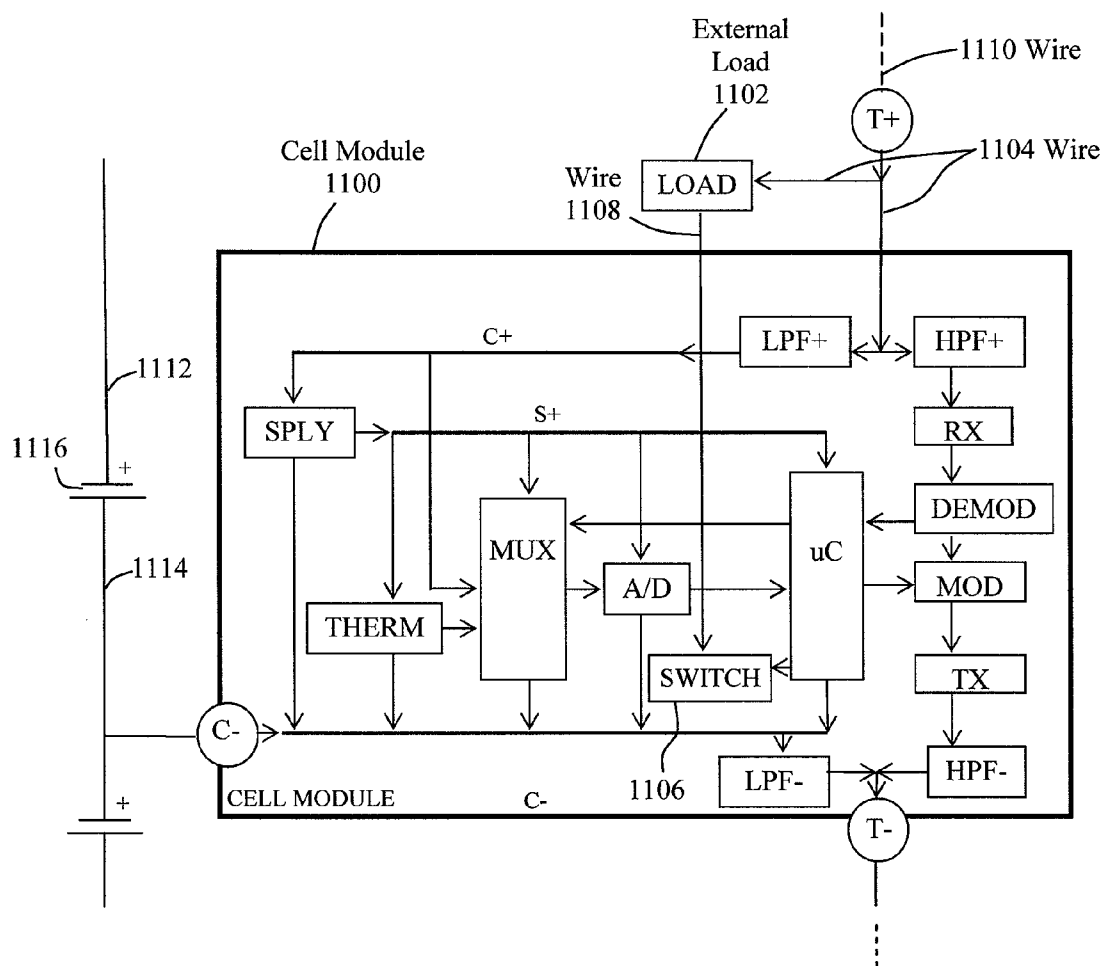 External
Load
1102
1110 Wire
T+
Cell Module
1100
Wire
1108
LOAD
1104 Wire
C+
LPF+
HPF+
1112
SPLY
S+
RX
1116
+
MUX
uC
DEMOD
1114
A/D
MOD
THERM
SWITCH
TX
C-
1106
LPF-
HPF-
+
CELL MODULE
C-
T-